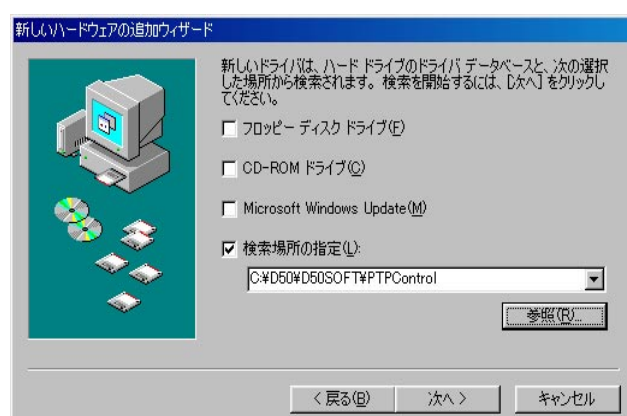 新しいハードウェアの追加ウィザード
新しいドライバは、ハード ドライブのドライバ データベースと、次の選択
した場所から検索されます。検索を開始するには、[次へ] をクリックし
てください。
フロッピー ディスク ドライブ(F)
CD-ROM ドライブ(C)
Microsoft Windows Update(M)
検索場所の指定(L):
C:¥D50¥D50SOFT¥PTPControl
参照(R)...
< 戻る(B)
次へ >
キャンセル